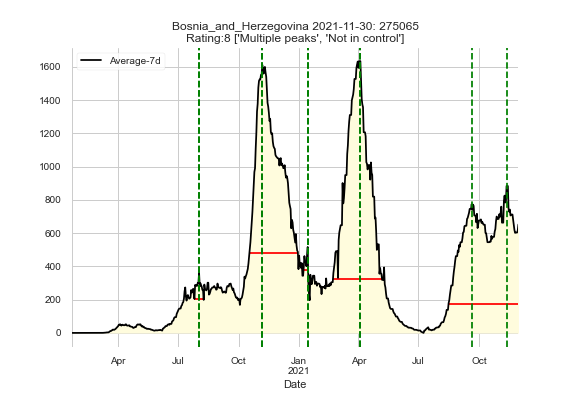 Bosnia_and_Herzegovina 2021-11-30: 275065
Rating:8 ['Multiple peaks', 'Not in control']
Average-7d
1600
1400
1200
1000
800
600
400
200
0
Apr Jul Oct Jan Apr Jul Oct
2021
Date